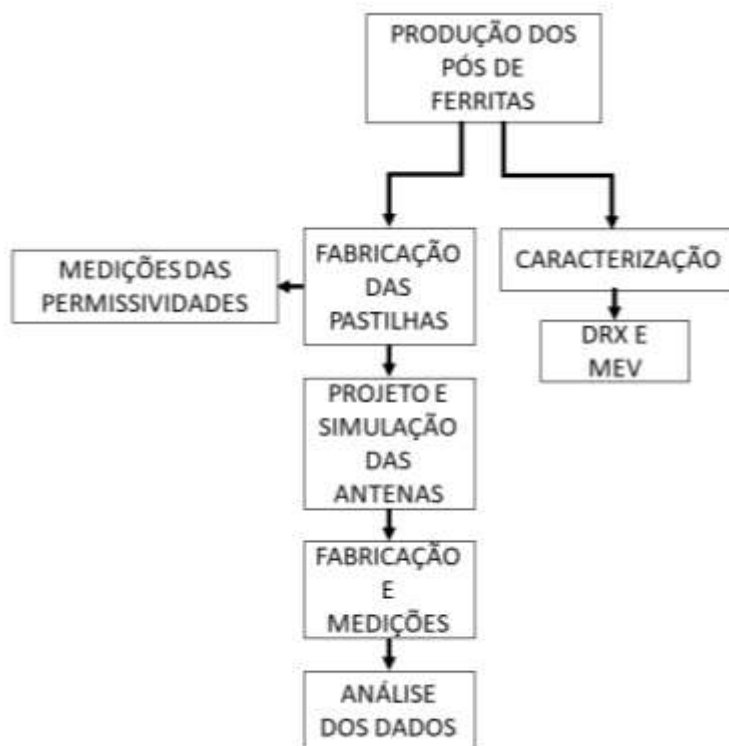 PRODUÇÃO DOS
PÓS DE
FERRITAS
MEDIÇÕES DAS
PERMISSIVIDADES
FABRICAÇÃO
DAS
PASTILHAS
CARACTERIZAÇÃO
DRX E
MEV
PROJETO E
SIMULAÇÃO
DAS
ANTENAS
FABRICAÇÃO
E
MEDIÇÕES
ANÁLISE
DOS DADOS